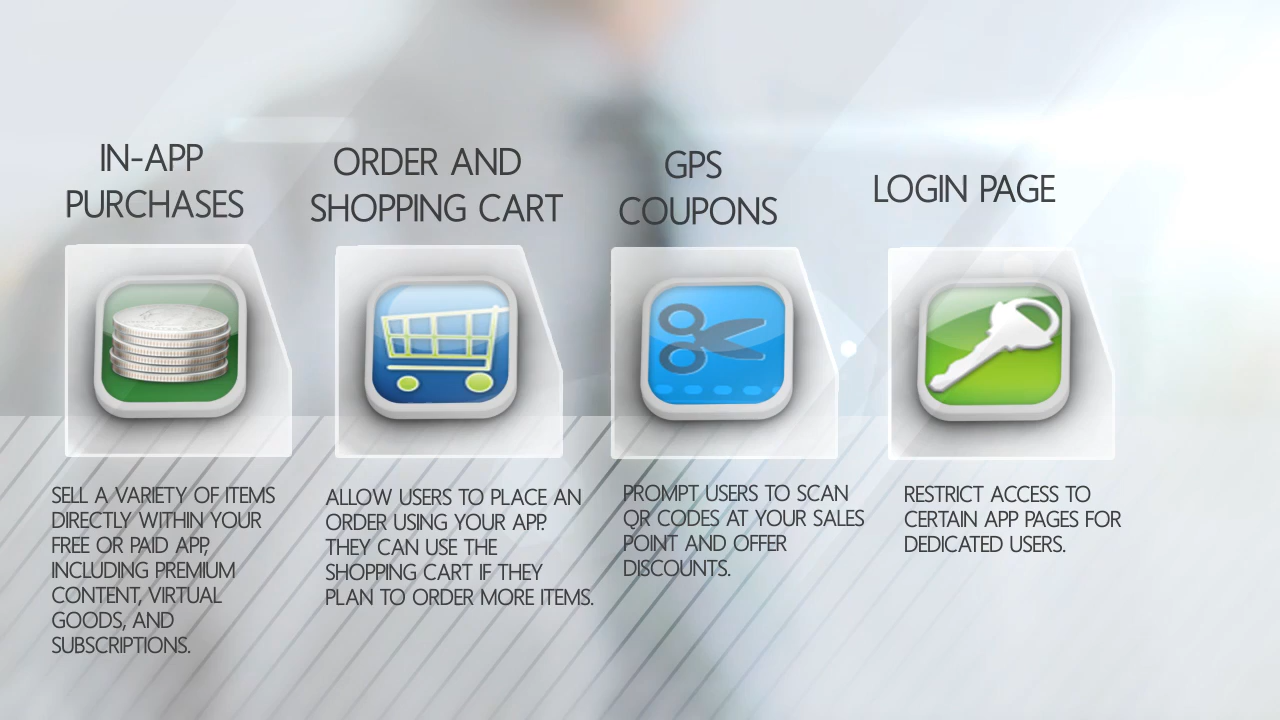 IN-APP
PURCHASES
SELL A VARIETY OF ITEMS
DIRECTLY WITHIN YOUR
FREE OR PAID APP,
INCLUDING PREMIUM
CONTENT, VIRTUAL
GOODS, AND
SUBSCRIPTIONS.
ORDER AND
SHOPPING CART
ALLOW USERS TO PLACE AN
ORDER USING YOUR APP.
THEY CAN USE THE
SHOPPING CART IF THEY
PLAN TO ORDER MORE ITEMS.
GPS
COUPONS
PROMPT USERS TO SCAN
QR CODES AT YOUR SALES
POINT AND OFFER
DISCOUNTS.
LOGIN PAGE
RESTRICT ACCESS TO
CERTAIN APP PAGES FOR
DEDICATED USERS.